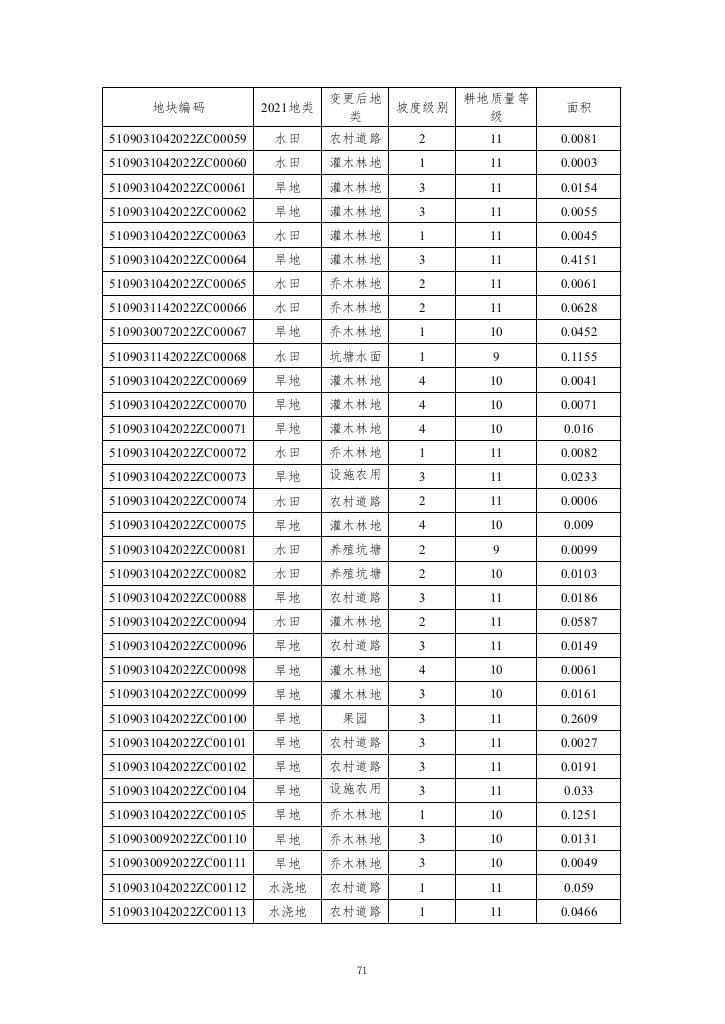 地块编码 2021地类 变更后地类 坡度级别 耕地质量等级 面积
5109031042022ZC00059 水田 农村道路 2 11 0.0081
5109031042022ZC00060 水田 灌木林地 1 11 0.0003
5109031042022ZC00061 旱地 灌木林地 3 11 0.0154
5109031042022ZC00062 旱地 灌木林地 3 11 0.0055
5109031042022ZC00063 水田 灌木林地 1 11 0.0045
5109031042022ZC00064 旱地 灌木林地 3 11 0.4151
5109031042022ZC00065 水田 乔木林地 2 11 0.0061
5109031142022ZC00066 水田 乔木林地 2 11 0.0628
5109030072022ZC00067 旱地 乔木林地 1 10 0.0452
5109031142022ZC00068 水田 坑塘水面 1 9 0.1155
5109031042022ZC00069 旱地 灌木林地 4 10 0.0041
5109031042022ZC00070 旱地 灌木林地 4 10 0.0071
5109031042022ZC00071 旱地 灌木林地 4 10 0.016
5109031042022ZC00072 水田 乔木林地 1 11 0.0082
5109031042022ZC00073 旱地 设施农用 3 11 0.0233
5109031042022ZC00074 水田 农村道路 2 11 0.0006
5109031042022ZC00075 旱地 灌木林地 4 10 0.009
5109031042022ZC00081 水田 养殖坑塘 2 9 0.0099
5109031042022ZC00082 水田 养殖坑塘 2 10 0.0103
5109031042022ZC00088 旱地 农村道路 3 11 0.0186
5109031042022ZC00094 水田 灌木林地 2 11 0.0587
5109031042022ZC00096 旱地 农村道路 3 11 0.0149
5109031042022ZC00098 旱地 灌木林地 4 10 0.0061
5109031042022ZC00099 旱地 灌木林地 3 10 0.0161
5109031042022ZC00100 旱地 果园 3 11 0.2609
5109031042022ZC00101 旱地 农村道路 3 11 0.0027
5109031042022ZC00102 旱地 农村道路 3 11 0.0191
5109031042022ZC00104 旱地 设施农用 3 11 0.033
5109031042022ZC00105 旱地 乔木林地 1 10 0.1251
5109030092022ZC00110 旱地 乔木林地 3 10 0.0131
5109030092022ZC00111 旱地 乔木林地 3 10 0.0049
5109031042022ZC00112 水浇地 农村道路 1 11 0.059
5109031042022ZC00113 水浇地 农村道路 1 11 0.0466
71